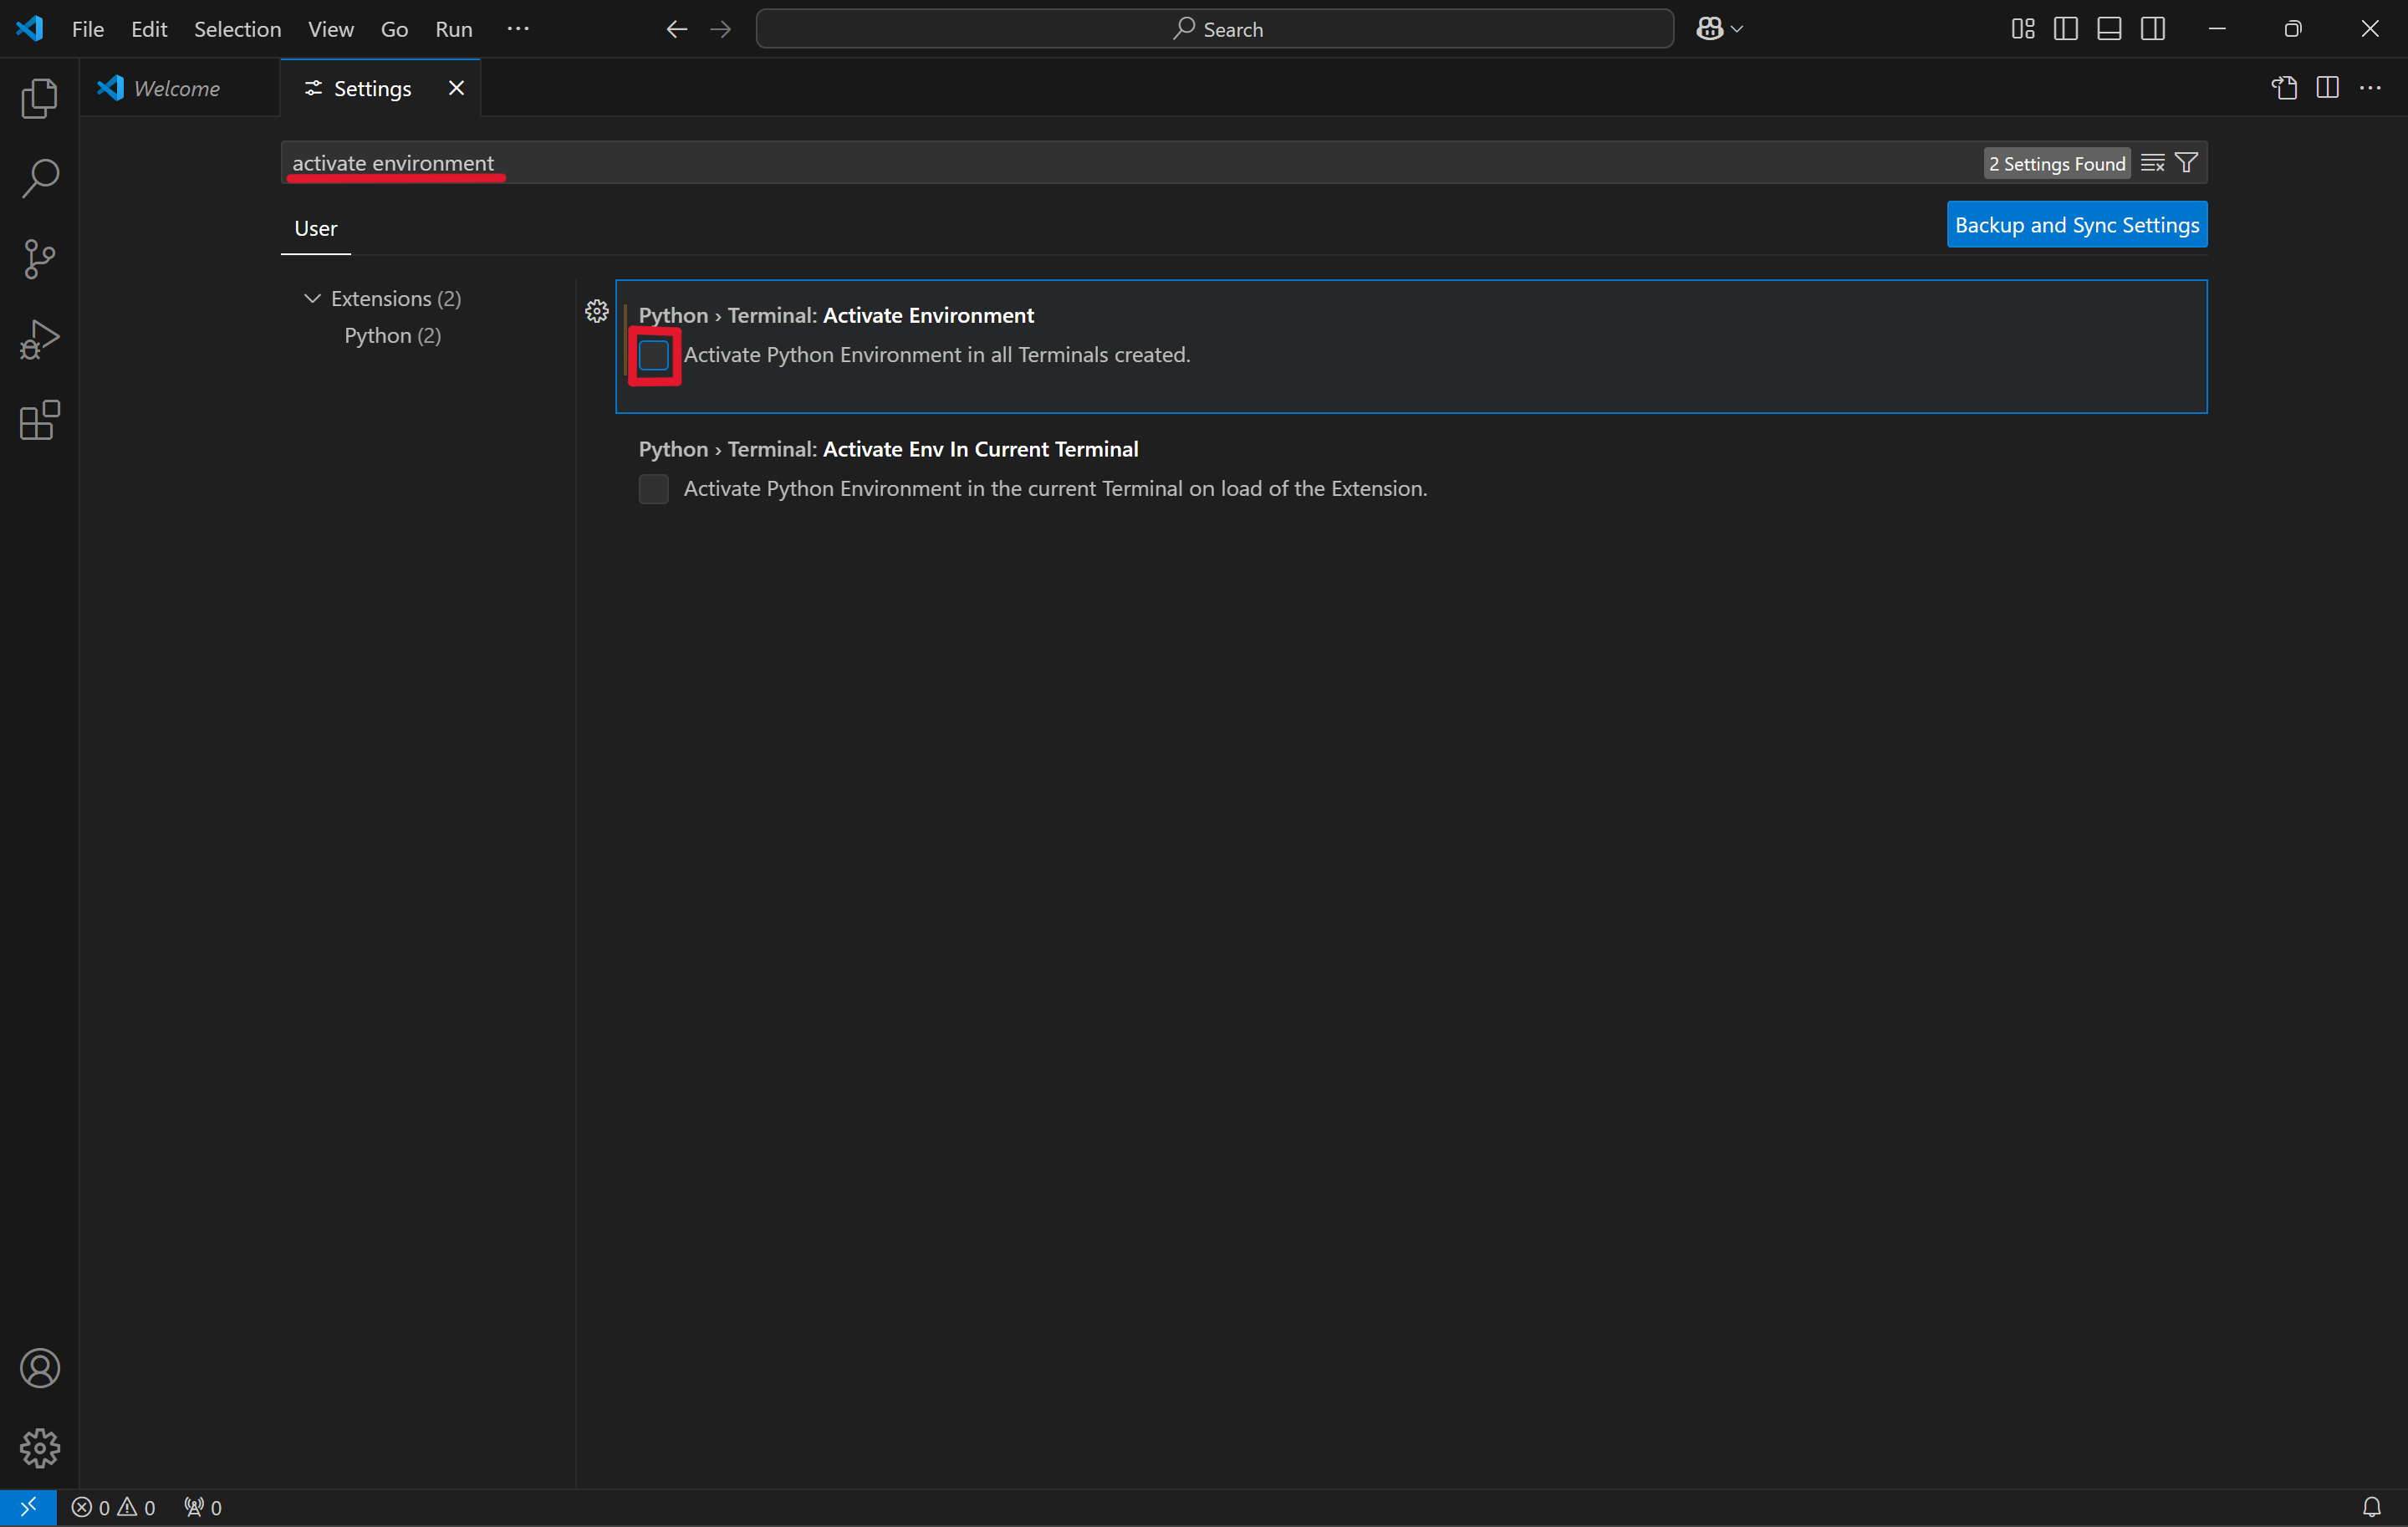 File Edit Selection View Go Run ··· Search
Welcome Settings
activate environment 2 Settings Found
User Backup and Sync Settings
Extensions (2)
Python (2)
Python › Terminal: Activate Environment
Activate Python Environment in all Terminals created.
Python › Terminal: Activate Env In Current Terminal
Activate Python Environment in the current Terminal on load of the Extension.
0 0 0